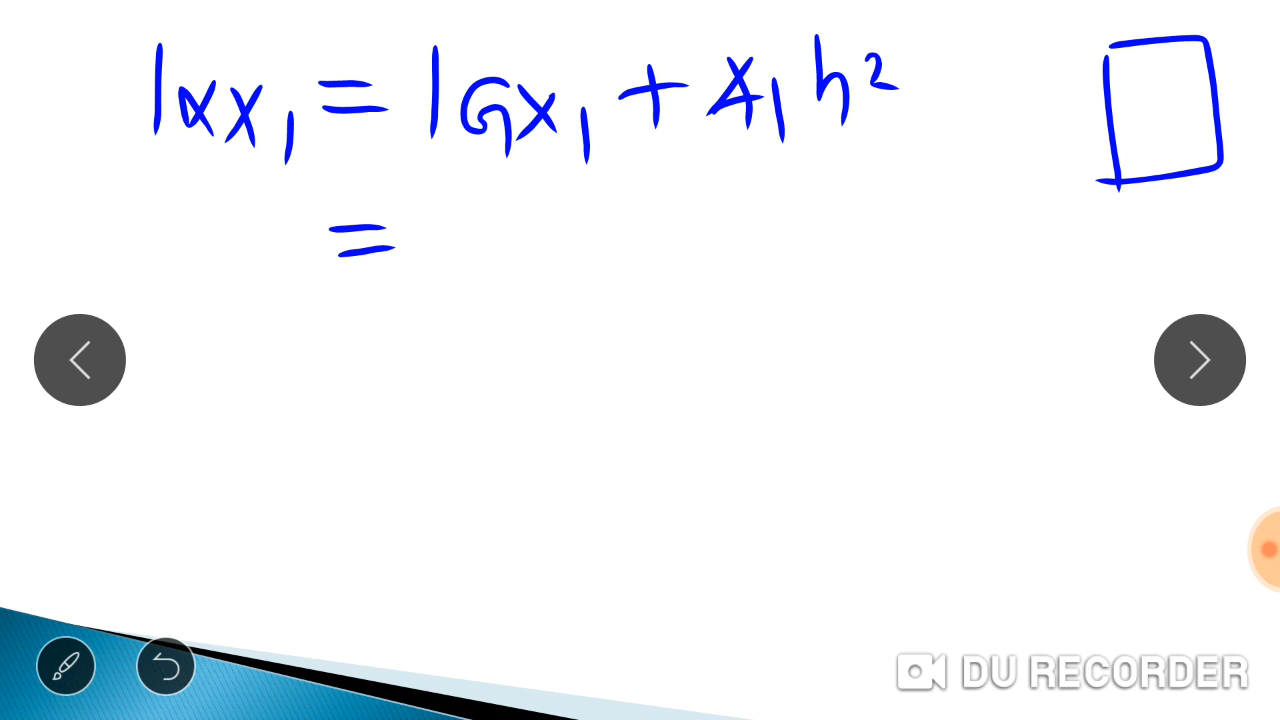 Ixx₁ = IGx₁ + A₁h²
=
DU RECORDER